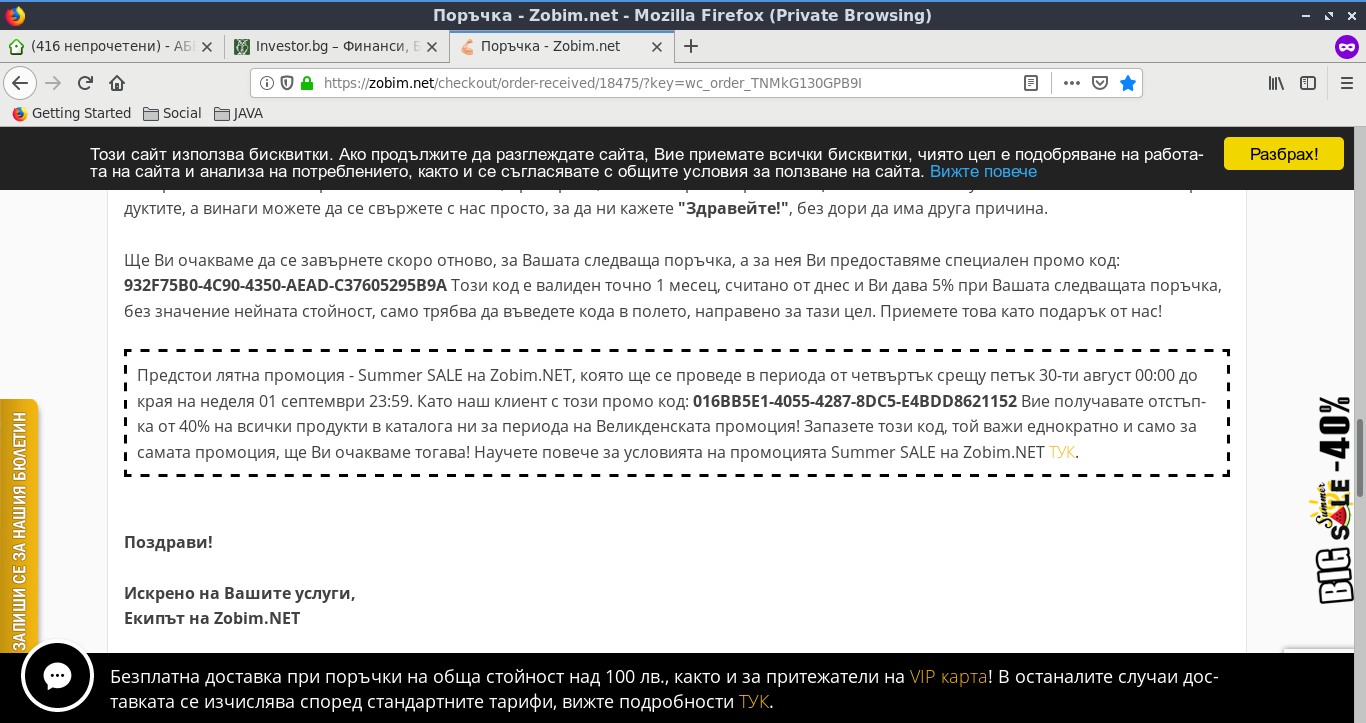 Поръчка - Zobim.net - Mozilla Firefox (Private Browsing)
(416 непрочетени) - АБ
Investor.bg – Финанси, Б
Поръчка - Zobim.net
https://zobim.net/checkout/order-received/18475/?key=wc_order_TNMkG130GPB9I
Getting Started
Social
JAVA
Този сайт използва бисквитки. Ако продължите да разглеждате сайта, Вие приемате всички бисквитки, чиято цел е подобряване на работа-
та на сайта и анализа на потреблението, както и се съгласявате с общите условия за ползване на сайта. Вижте повече
Разбрах!
дуктите, а винаги можете да се свържете с нас просто, за да ни кажете "Здравейте!", без дори да има друга причина.
Ще Ви очакваме да се завърнете скоро отново, за Вашата следваща поръчка, а за нея Ви предоставяме специален промо код:
932F75B0-4C90-4350-AEAD-C37605295B9A Този код е валиден точно 1 месец, считано от днес и Ви дава 5% при Вашата следващата поръчка,
без значение нейната стойност, само трябва да въведете кода в полето, направено за тази цел. Приемете това като подарък от нас!
Предстои лятна промоция - Summer SALE на Zobim.NET, която ще се проведе в периода от четвъртък срещу петък 30-ти август 00:00 до
края на неделя 01 септември 23:59. Като наш клиент с този промо код: 016BB5E1-4055-4287-8DC5-E4BDD8621152 Вие получавате отстъп-
ка от 40% на всички продукти в каталога ни за периода на Великденската промоция! Запазете този код, той важи еднократно и само за
самата промоция, ще Ви очакваме тогава! Научете повече за условията на промоцията Summer SALE на Zobim.NET ТУК.
Поздрави!
Искрено на Вашите услуги,
Екипът на Zobim.NET
ЗАПИШИ СЕ ЗА НАШИЯ БЮЛЕТИН
BIG Summer SALE -40%
Безплатна доставка при поръчки на обща стойност над 100 лв., както и за притежатели на VIP карта! В останалите случаи дос-
тавката се изчислява според стандартните тарифи, вижте подробности ТУК.